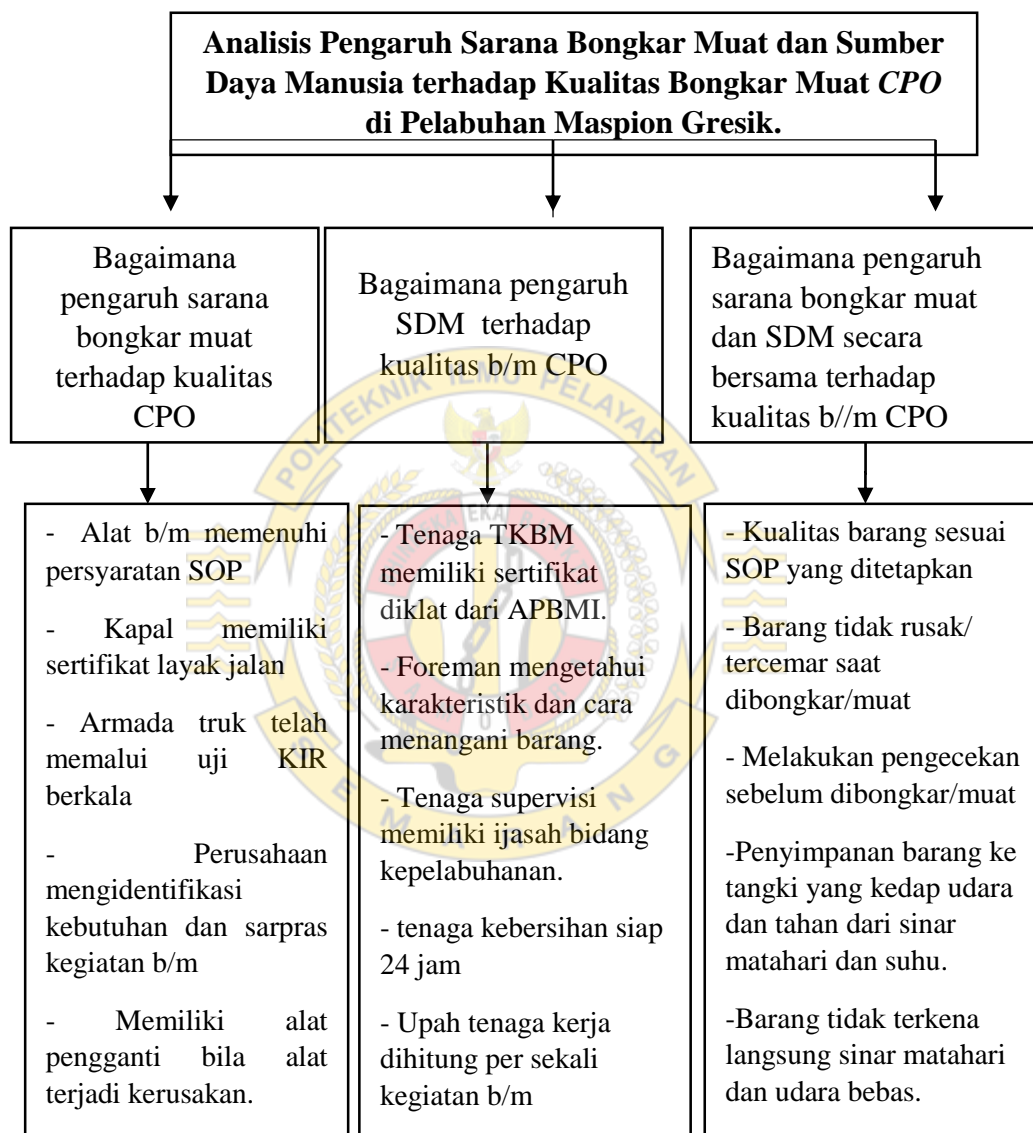 Analisis Pengaruh Sarana Bongkar Muat dan Sumber
Daya Manusia terhadap Kualitas Bongkar Muat CPO
di Pelabuhan Maspion Gresik.
Bagaimana
pengaruh sarana
bongkar muat
terhadap kualitas
CPO
Bagaimana pengaruh
SDM terhadap
kualitas b/m CPO
Bagaimana pengaruh
sarana bongkar muat
dan SDM secara
bersama terhadap
kualitas b//m CPO
- Alat b/m memenuhi
persyaratan SOP
- Kapal memiliki
sertifikat layak jalan
- Armada truk telah
memalui uji KIR
berkala
- Perusahaan
mengidentifikasi
kebutuhan dan sarpras
kegiatan b/m
- Memiliki alat
pengganti bila alat
terjadi kerusakan.
- Tenaga TKBM
memiliki sertifikat
diklat dari APBMI.
- Foreman mengetahui
karakteristik dan cara
menangani barang.
- Tenaga supervisi
memiliki ijasah bidang
kepelabuhanan.
- tenaga kebersihan siap
24 jam
- Upah tenaga kerja
dihitung per sekali
kegiatan b/m
- Kualitas barang sesuai
SOP yang ditetapkan
- Barang tidak rusak/
tercemar saat
dibongkar/muat
- Melakukan pengecekan
sebelum dibongkar/muat
-Penyimpanan barang ke
tangki yang kedap udara
dan tahan dari sinar
matahari dan suhu.
-Barang tidak terkena
langsung sinar matahari
dan udara bebas.
POLITEKNIK ILMU PELAYARAN
SEMARANG